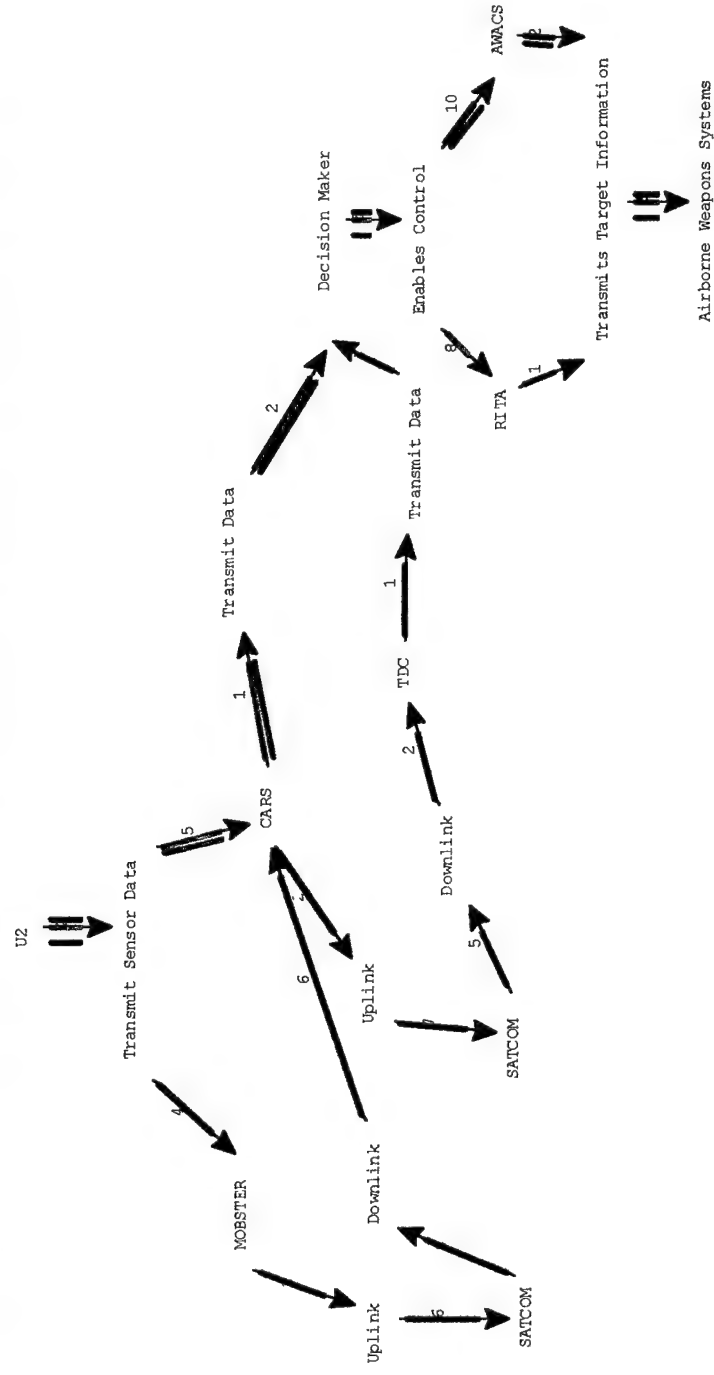 U2
Transmit Sensor Data
4
5
MOBSTER
CARS
1
Transmit Data
2
Decision Maker
Enables Control
10
AWACS
2
8
RITA
1
Transmits Target Information
Airborne Weapons Systems
Uplink
6
SATCOM
Downlink
6
Uplink
SATCOM
5
Downlink
2
TDC
1
Transmit Data